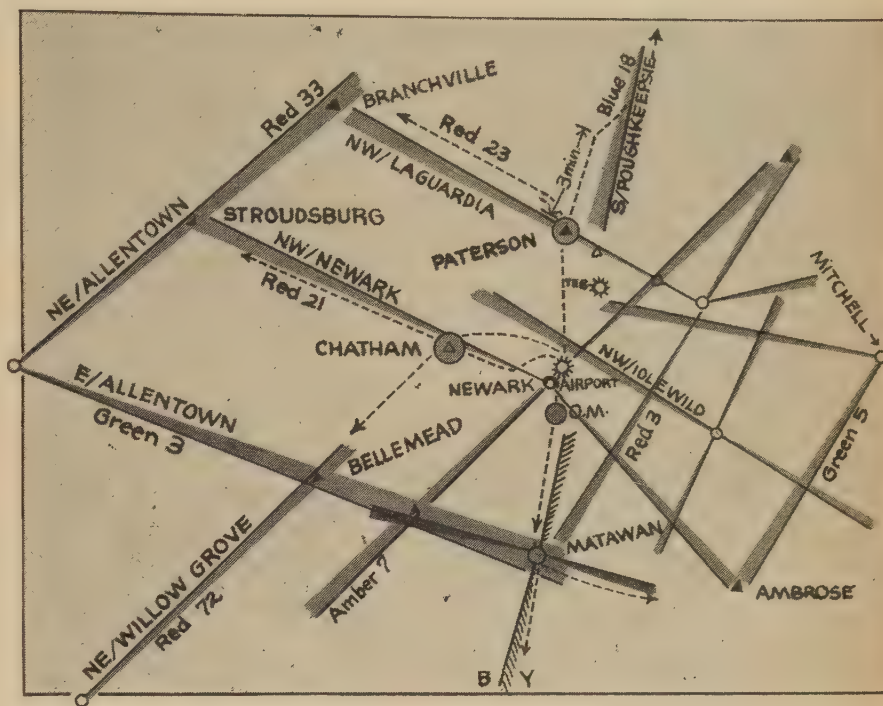 Red 33
BRANCHVILLE
Blue 18
S/POUGHKEEPSIE
Red 23
3min.
NW/LAGUARDIA
NE/ALLENTOWN
STROUDSBURG
PATERSON
NW/NEWARK
Red 21
TEB
MITCHELL
CHATHAM
NW/IDLEWILD
NEWARK AIRPORT
E/ALLENTOWN
Green 3
O.M.
Red 3
Green 5
BELLEMEAD
MATAWAN
NE/WILLOW GROVE
Red 72
Amber 7
AMBROSE
B Y